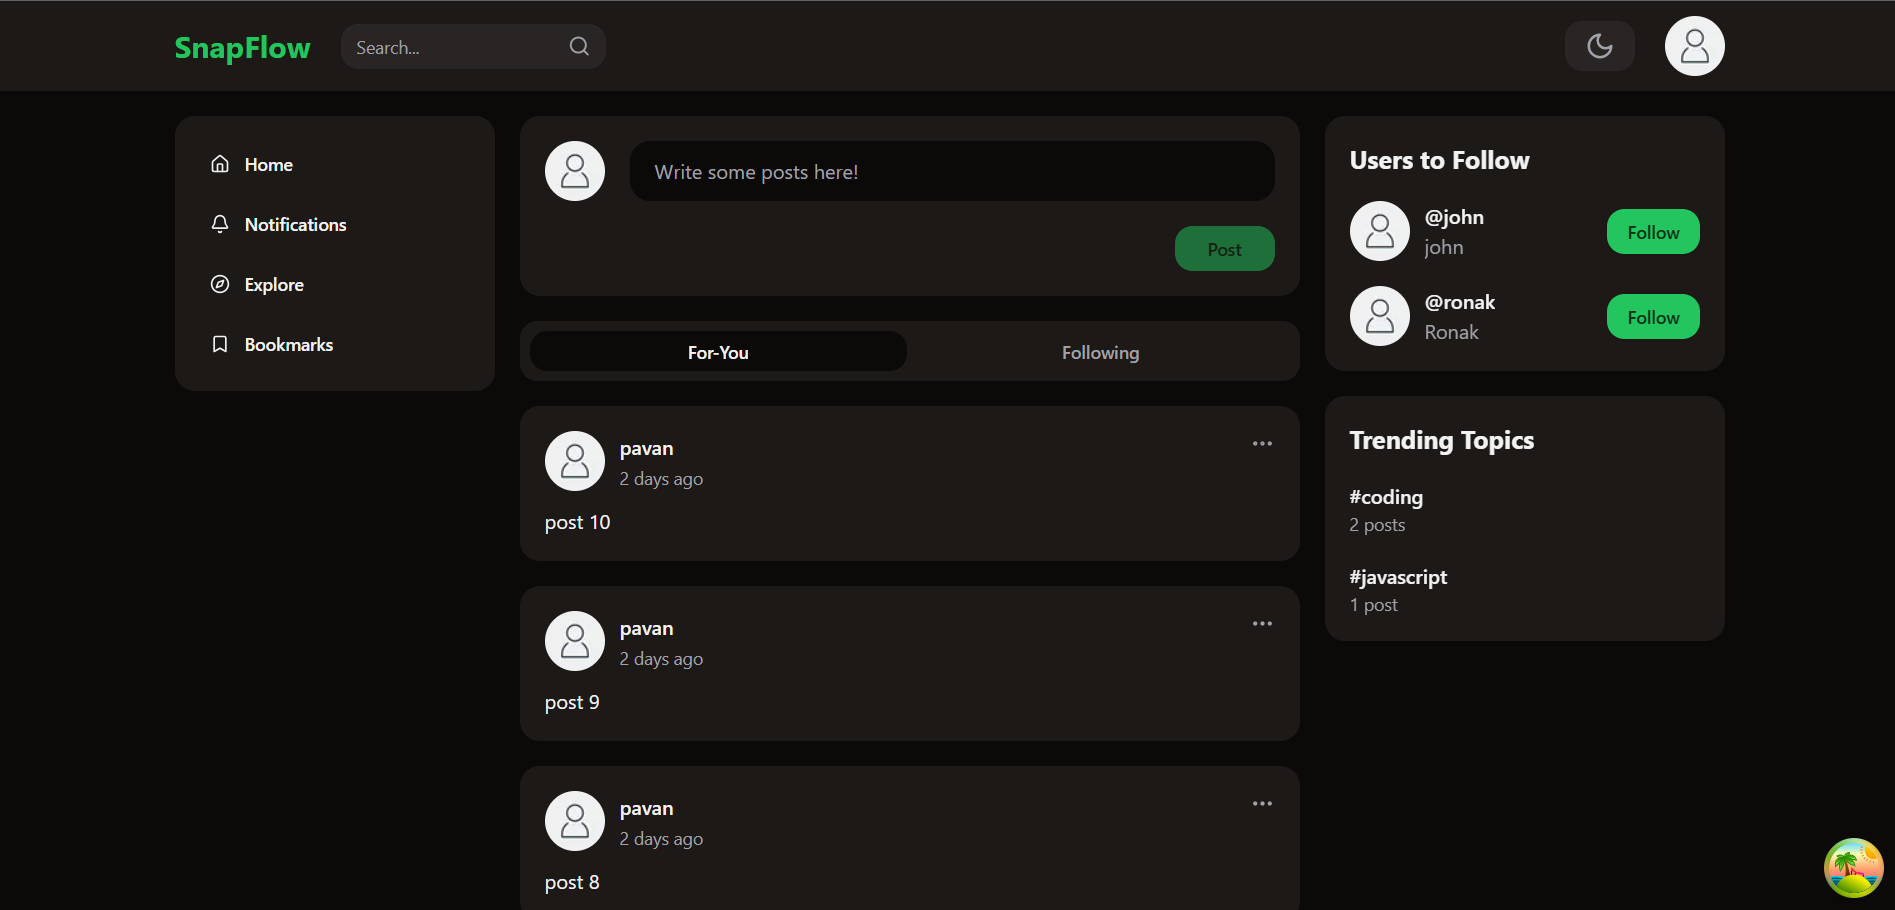 SnapFlow
Search...
Home
Notifications
Explore
Bookmarks
Write some posts here!
Post
For-You
Following
pavan
2 days ago
post 10
pavan
2 days ago
post 9
pavan
2 days ago
post 8
Users to Follow
@john
john
Follow
@ronak
Ronak
Follow
Trending Topics
#coding
2 posts
#javascript
1 post